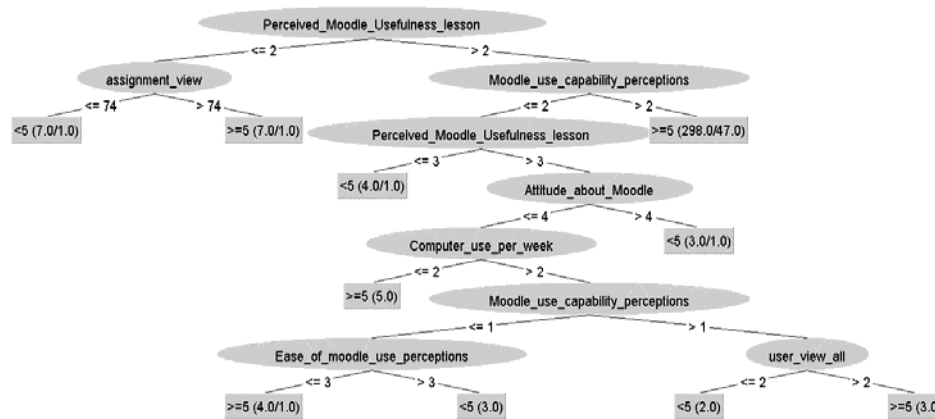 Perceived_Moodle_Usefulness_lesson
<= 2 > 2
assignment_view Moodle_use_capability_perceptions
<= 74 > 74 <= 2 > 2
<5 (7.0/1.0) >=5 (7.0/1.0) Perceived_Moodle_Usefulness_lesson >=5 (298.0/47.0)
<= 3 > 3
<5 (4.0/1.0) Attitude_about_Moodle
<= 4 > 4
Computer_use_per_week <5 (3.0/1.0)
<= 2 > 2
>=5 (5.0) Moodle_use_capability_perceptions
<= 1 > 1
Ease_of_moodle_use_perceptions user_view_all
<= 3 > 3 <= 2 > 2
>=5 (4.0/1.0) <5 (3.0) <5 (2.0) >=5 (3.0